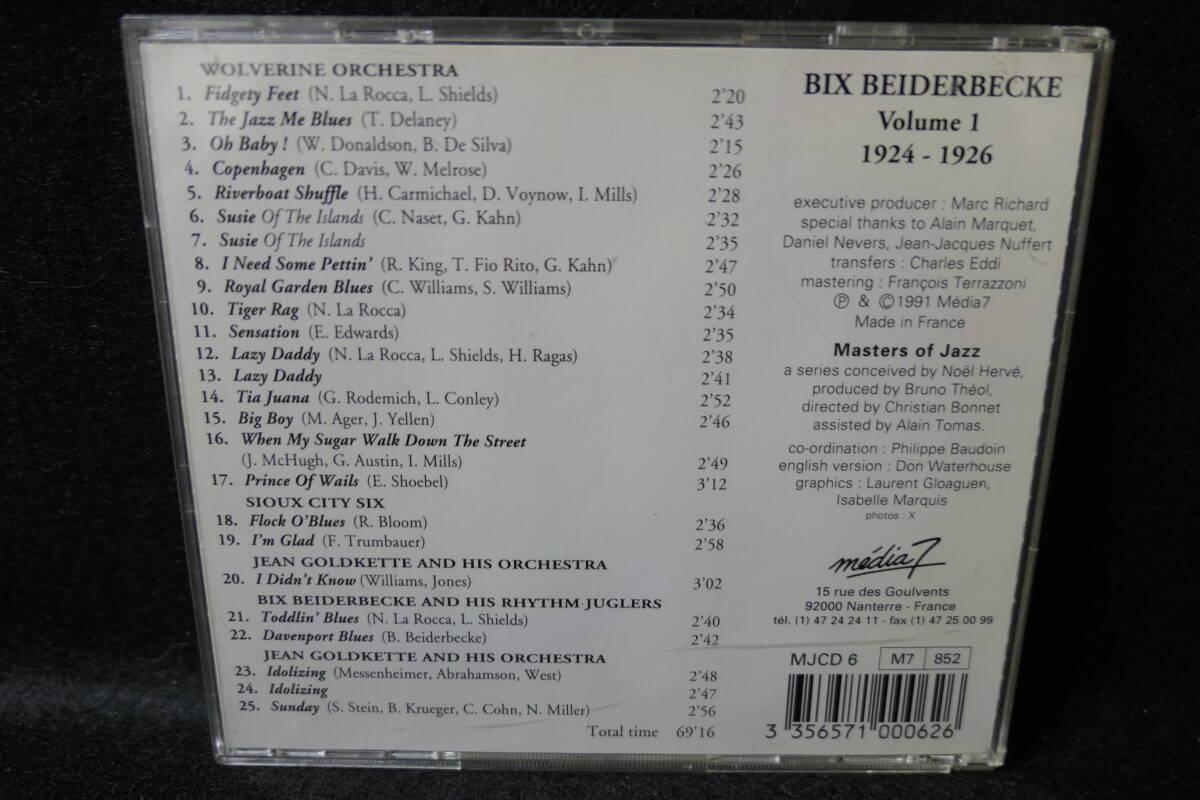 WOLVERINE ORCHESTRA
1. Fidgety Feet (N. La Rocca, L. Shields) 2'20
2. The Jazz Me Blues (T. Delaney) 2'43
3. Oh Baby ! (W. Donaldson, B. De Silva) 2'15
4. Copenhagen (C. Davis, W. Melrose) 2'26
5. Riverboat Shuffle (H. Carmichael, D. Voynow, I. Mills) 2'28
6. Susie Of The Islands (C. Naset, G. Kahn) 2'32
7. Susie Of The Islands 2'35
8. I Need Some Pettin' (R. King, T. Fio Rito, G. Kahn) 2'47
9. Royal Garden Blues (C. Williams, S. Williams) 2'50
10. Tiger Rag (N. La Rocca) 2'34
11. Sensation (E. Edwards) 2'35
12. Lazy Daddy (N. La Rocca, L. Shields, H. Ragas) 2'38
13. Lazy Daddy 2'41
14. Tia Juana (G. Rodemich, L. Conley) 2'52
15. Big Boy (M. Ager, J. Yellen) 2'46
16. When My Sugar Walk Down The Street
(J. McHugh, G. Austin, I. Mills) 2'49
17. Prince Of Wails (E. Shoebel) 3'12
SIOUX CITY SIX
18. Flock O'Blues (R. Bloom) 2'36
19. I'm Glad (F. Trumbauer) 2'58
JEAN GOLDKETTE AND HIS ORCHESTRA
20. I Didn't Know (Williams, Jones) 3'02
BIX BEIDERBECKE AND HIS RHYTHM JUGLERS
21. Toddlin' Blues (N. La Rocca, L. Shields) 2'40
22. Davenport Blues (B. Beiderbecke) 2'42
JEAN GOLDKETTE AND HIS ORCHESTRA
23. Idolizing (Messenheimer, Abrahamson, West) 2'48
24. Idolizing 2'47
25. Sunday (S. Stein, B. Krueger, C. Cohn, N. Miller) 2'56
Total time 69'16
BIX BEIDERBECKE
Volume 1
1924 - 1926
executive producer : Marc Richard
special thanks to Alain Marquet,
Daniel Nevers, Jean-Jacques Nuffert
transfers : Charles Eddi
mastering : François Terrazzoni
℗ & ©1991 Média7
Made in France
Masters of Jazz
a series conceived by Noël Hervé,
produced by Bruno Théol,
directed by Christian Bonnet
assisted by Alain Tomas.
co-ordination : Philippe Baudoin
english version : Don Waterhouse
graphics : Laurent Gloaguen,
Isabelle Marquis
photos : X
média 7
15 rue des Goulvents
92000 Nanterre - France
tél. (1) 47 24 24 11 - fax (1) 47 25 00 99
MJCD 6 M7 852
3 356571 000626